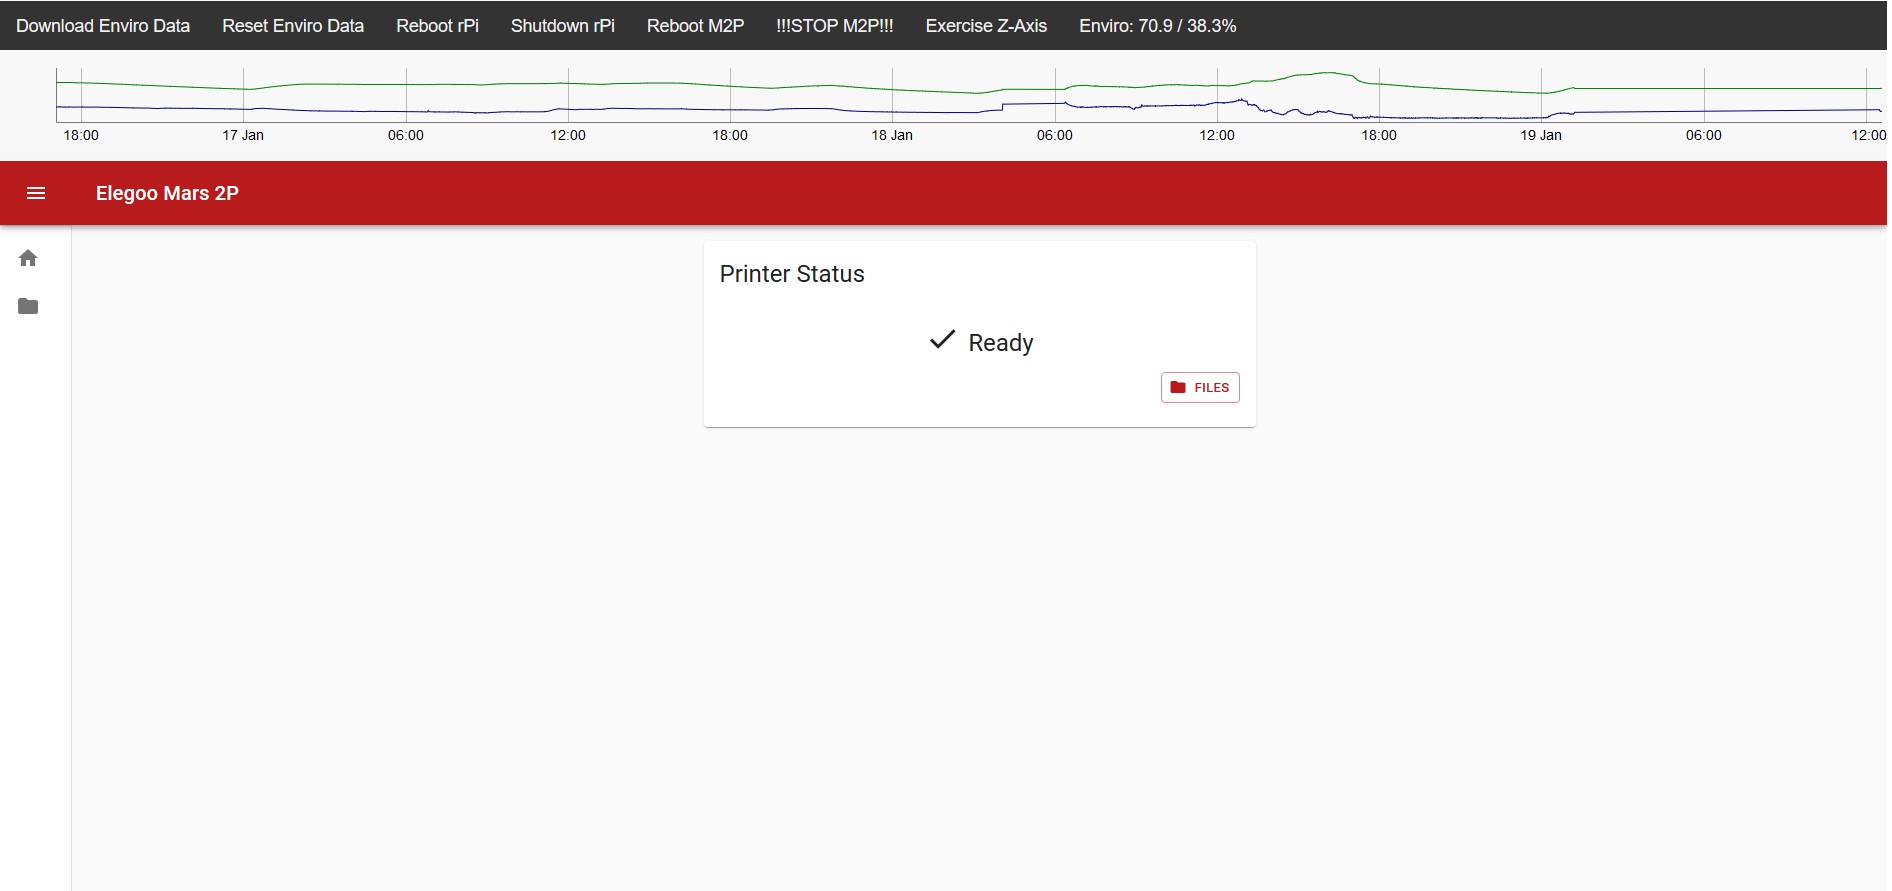 Download Enviro Data Reset Enviro Data Reboot rPi Shutdown rPi Reboot M2P !!!STOP M2P!!! Exercise Z-Axis Enviro: 70.9 / 38.3%
18:00 17 Jan 06:00 12:00 18:00 18 Jan 06:00 12:00 18:00 19 Jan 06:00 12:00
Elegoo Mars 2P
Printer Status
Ready
FILES